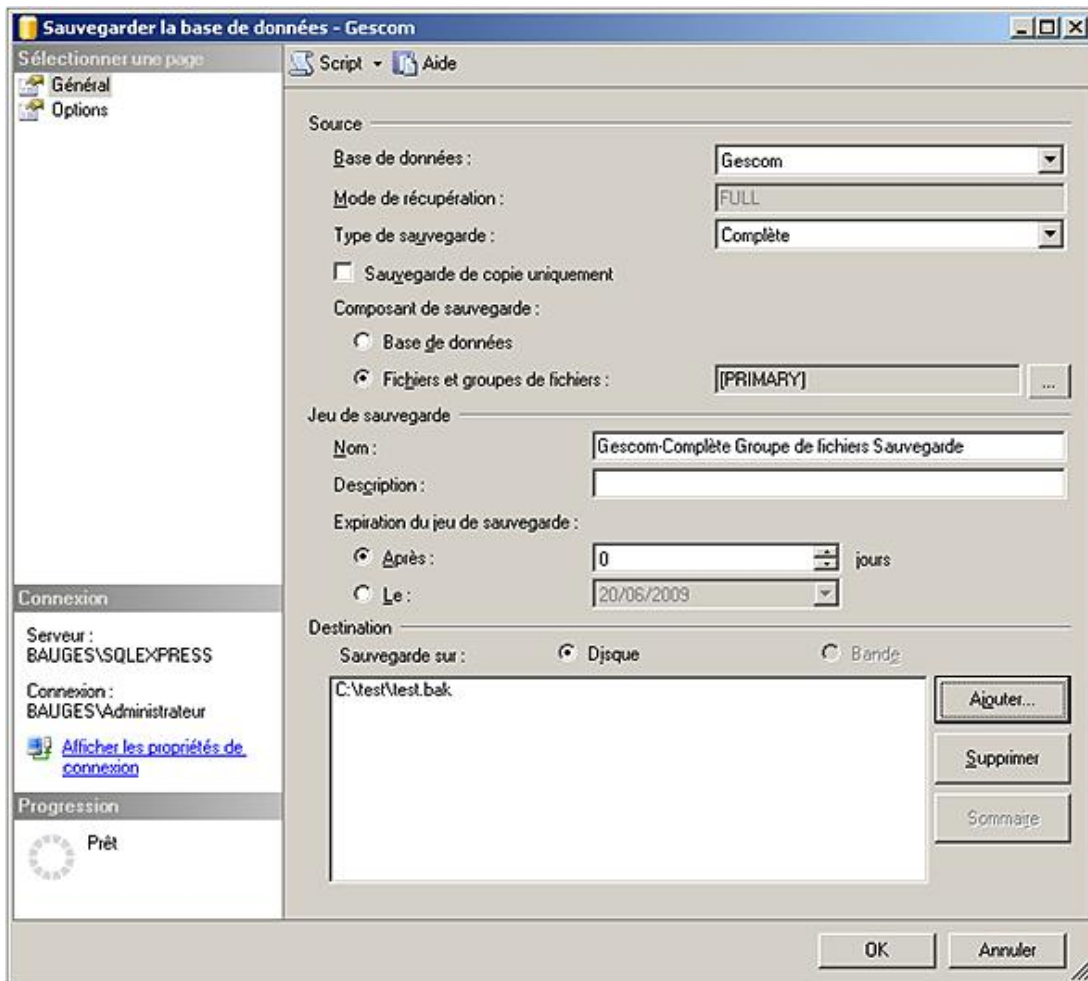 Sauvegarder la base de données - Gescom
Sélectionner une page
Général
Options
Script
Aide
Source
Base de données :
Gescom
Mode de récupération :
FULL
Type de sauvegarde :
Complète
Sauvegarde de copie uniquement
Composant de sauvegarde :
Base de données
Fichiers et groupes de fichiers :
[PRIMARY]
...
Jeu de sauvegarde
Nom :
Gescom-Complète Groupe de fichiers Sauvegarde
Description :
Expiration du jeu de sauvegarde :
Après :
0
jours
Le :
20/06/2009
Destination
Sauvegarde sur :
Disque
Bande
C:\test\test.bak
Ajouter...
Supprimer
Sommaire
Connexion
Serveur :
BAUGES\SQLEXPRESS
Connexion :
BAUGES\Administrateur
Afficher les propriétés de
connexion
Progression
Prêt
OK
Annuler